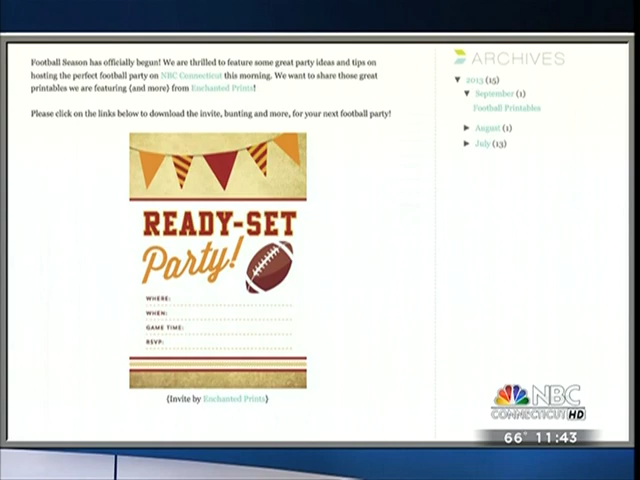 Football Season has officially begun! We are thrilled to feature some great party ideas and tips on
hosting the perfect football party on NBC Connecticut this morning. We want to share those great
printables we are featuring {and more} from Enchanted Prints!
Please click on the links below to download the invite, bunting and more, for your next football party!
READY-SET
Party!
WHERE:
WHEN:
GAME TIME:
RSVP:
{Invite by Enchanted Prints}
ARCHIVES
▼ 2013 (15)
▼ September (1)
Football Printables
► August (1)
► July (13)
NBC
CONNECTICUT HD
66° 11:43